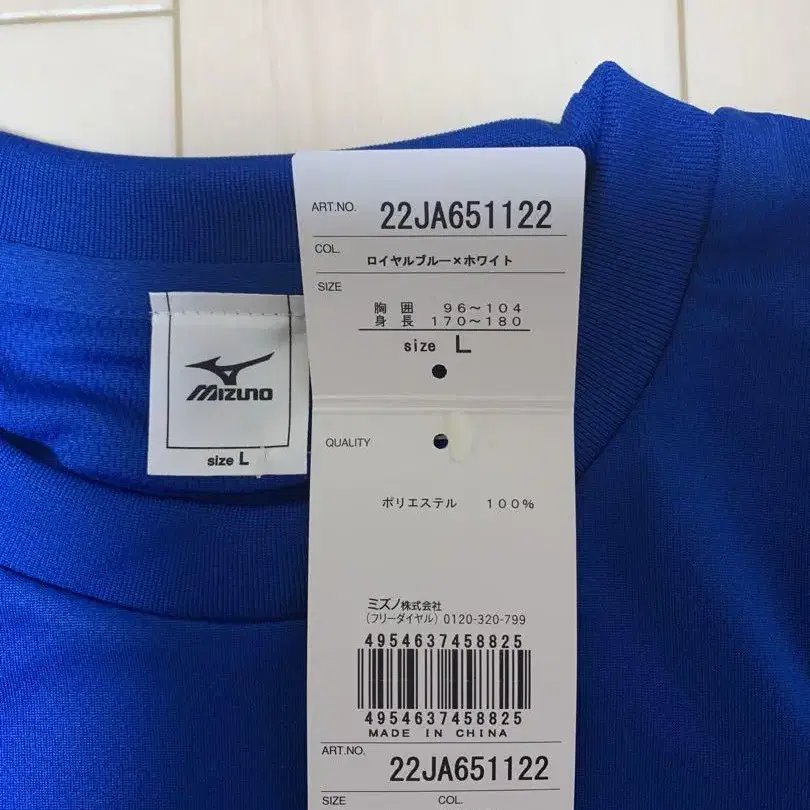 ART.NO. 22JA651122
COL.
ロイヤルブルー×ホワイト
SIZE
胸囲 96～104
身長 170～180
size L
MIZUNO
size L
QUALITY
ポリエステル 100%
ミズノ株式会社
(フリーダイヤル) 0120-320-799
4954637458825
4954637458825
MADE IN CHINA
ART.NO.
22JA651122
SIZE COL.